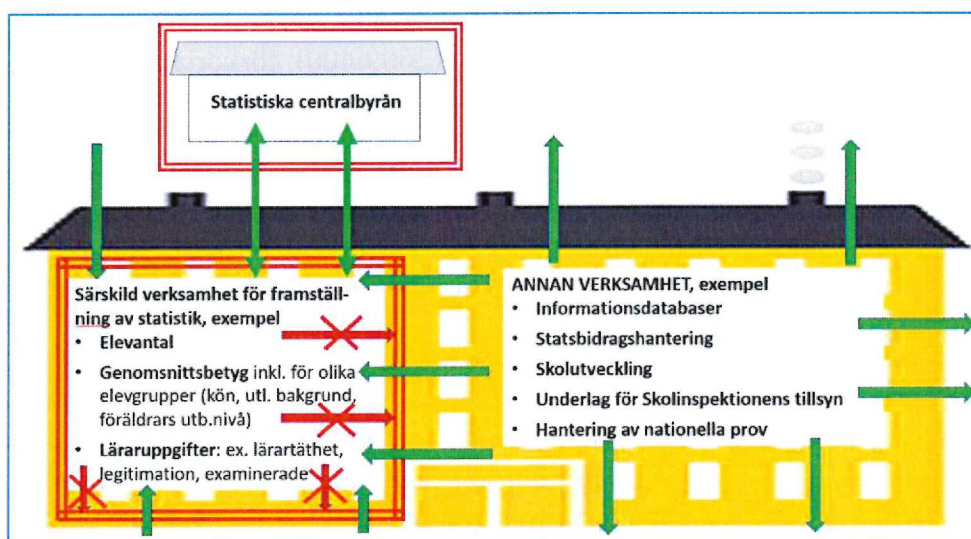 Statistiska centralbyrån
Särskild verksamhet för framställ-
ning av statistik, exempel
• Elevantal
• Genomsnittsbetyg inkl. för olika
elevgrupper (kön, utl. bakgrund,
föräldrars utb.nivå)
• Läraruppgifter: ex. lärartäthet,
legitimation, examinerade
ANNAN VERKSAMHET, exempel
• Informationsdatabaser
• Statsbidragshantering
• Skolutveckling
• Underlag för Skolinspektionens tillsyn
• Hantering av nationella prov